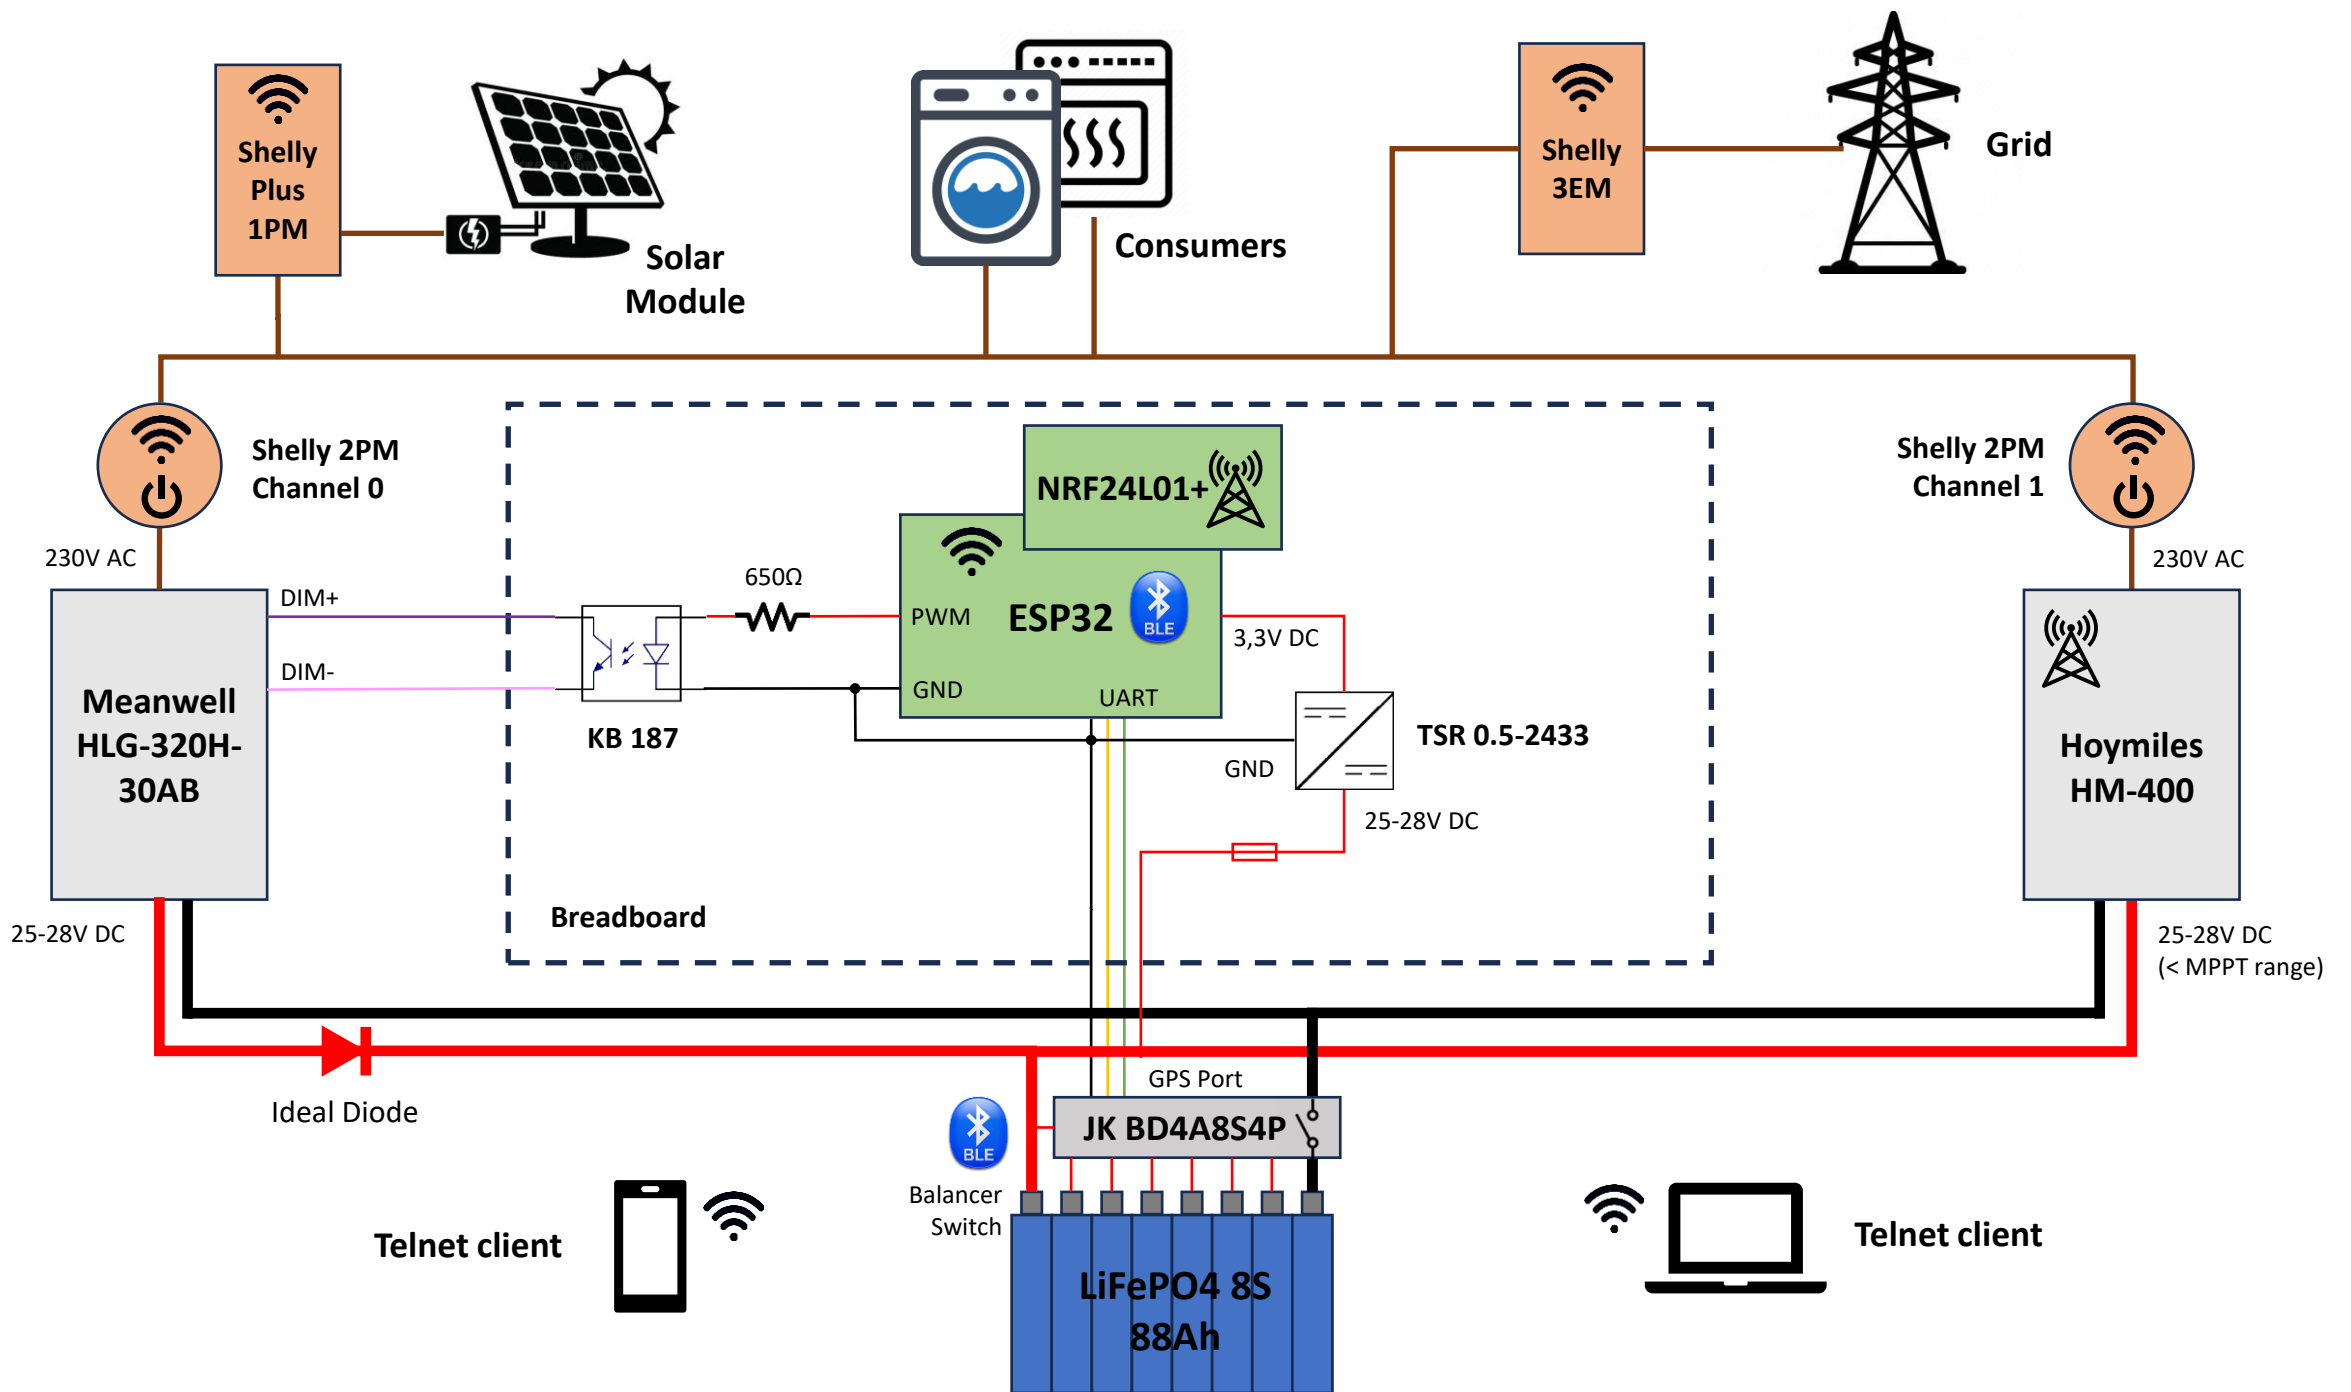 Shelly
Plus
1PM
Solar
Module
Consumers
Shelly
3EM
Grid
Shelly 2PM
Channel 0
Shelly 2PM
Channel 1
230V AC
230V AC
NRF24L01+
650Ω
DIM+
DIM-
PWM
ESP32
BLE
3,3V DC
GND
UART
KB 187
TSR 0.5-2433
GND
25-28V DC
Meanwell
HLG-320H-
30AB
Hoymiles
HM-400
Breadboard
25-28V DC
25-28V DC
(< MPPT range)
Ideal Diode
GPS Port
JK BD4A8S4P
BLE
Balancer
Switch
Telnet client
Telnet client
LiFePO4 8S
88Ah